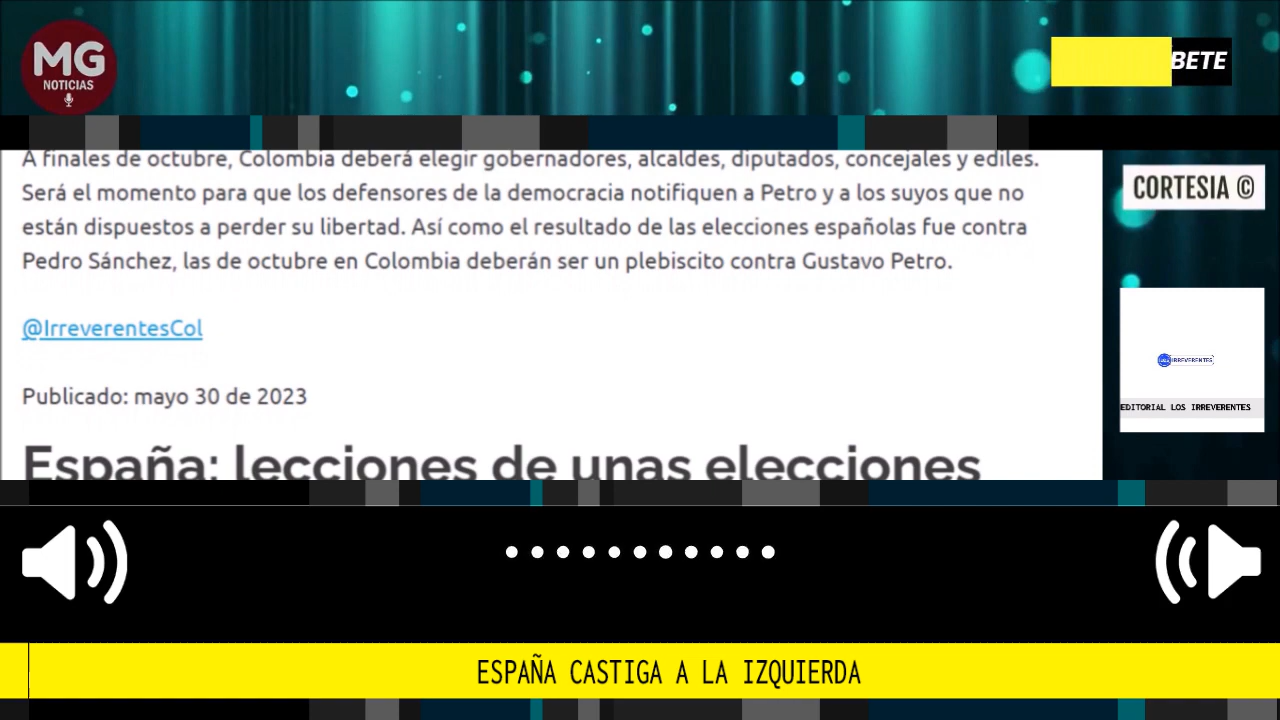 MG
NOTICIAS
BETE
A finales de octubre, Colombia deberá elegir gobernadores, alcaldes, diputados, concejales y ediles.
Será el momento para que los defensores de la democracia notifiquen a Petro y a los suyos que no
están dispuestos a perder su libertad. Así como el resultado de las elecciones españolas fue contra
Pedro Sánchez, las de octubre en Colombia deberán ser un plebiscito contra Gustavo Petro.
@IrreverentesCol
Publicado: mayo 30 de 2023
España: lecciones de unas elecciones
CORTESIA ©
IRREVERENTES
EDITORIAL LOS IRREVERENTES
ESPAÑA CASTIGA A LA IZQUIERDA